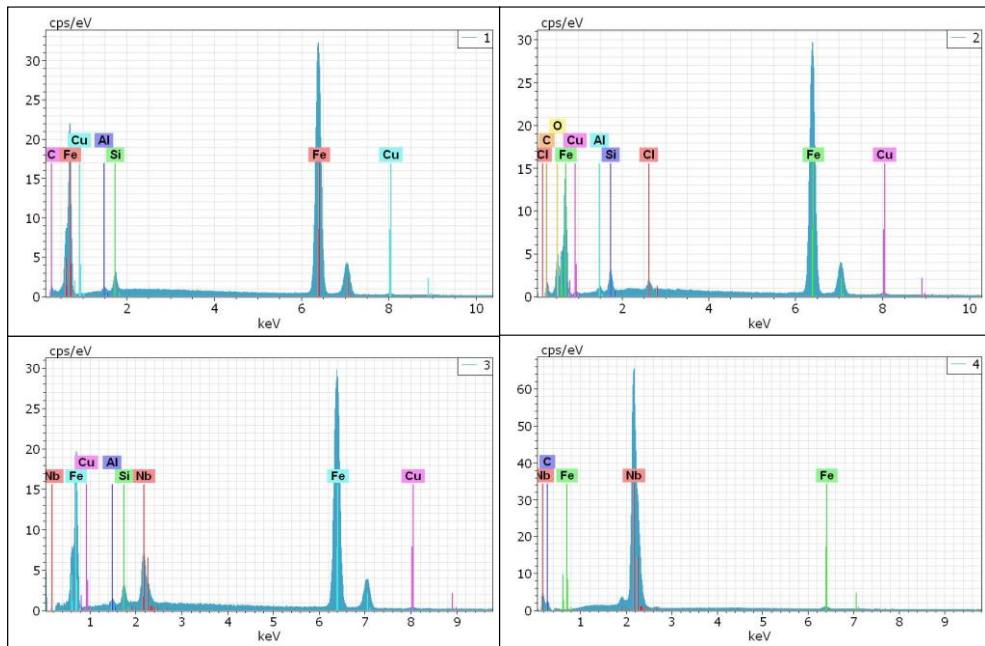 cps/eV
1
30
25
20
15
10
5
0
Cu Al
C Fe Si Fe Cu
2 4 6 8 10
keV
cps/eV
2
30
25
20
15
10
5
0
O
C Cu Al
Cl Fe Si Cl Fe Cu
2 4 6 8 10
keV
cps/eV
3
30
25
20
15
10
5
0
Cu Al
Nb Fe Si Nb Fe Cu
1 2 3 4 5 6 7 8 9
keV
cps/eV
4
60
50
40
30
20
10
0
C
Nb Fe Nb Fe
1 2 3 4 5 6 7 8 9
keV